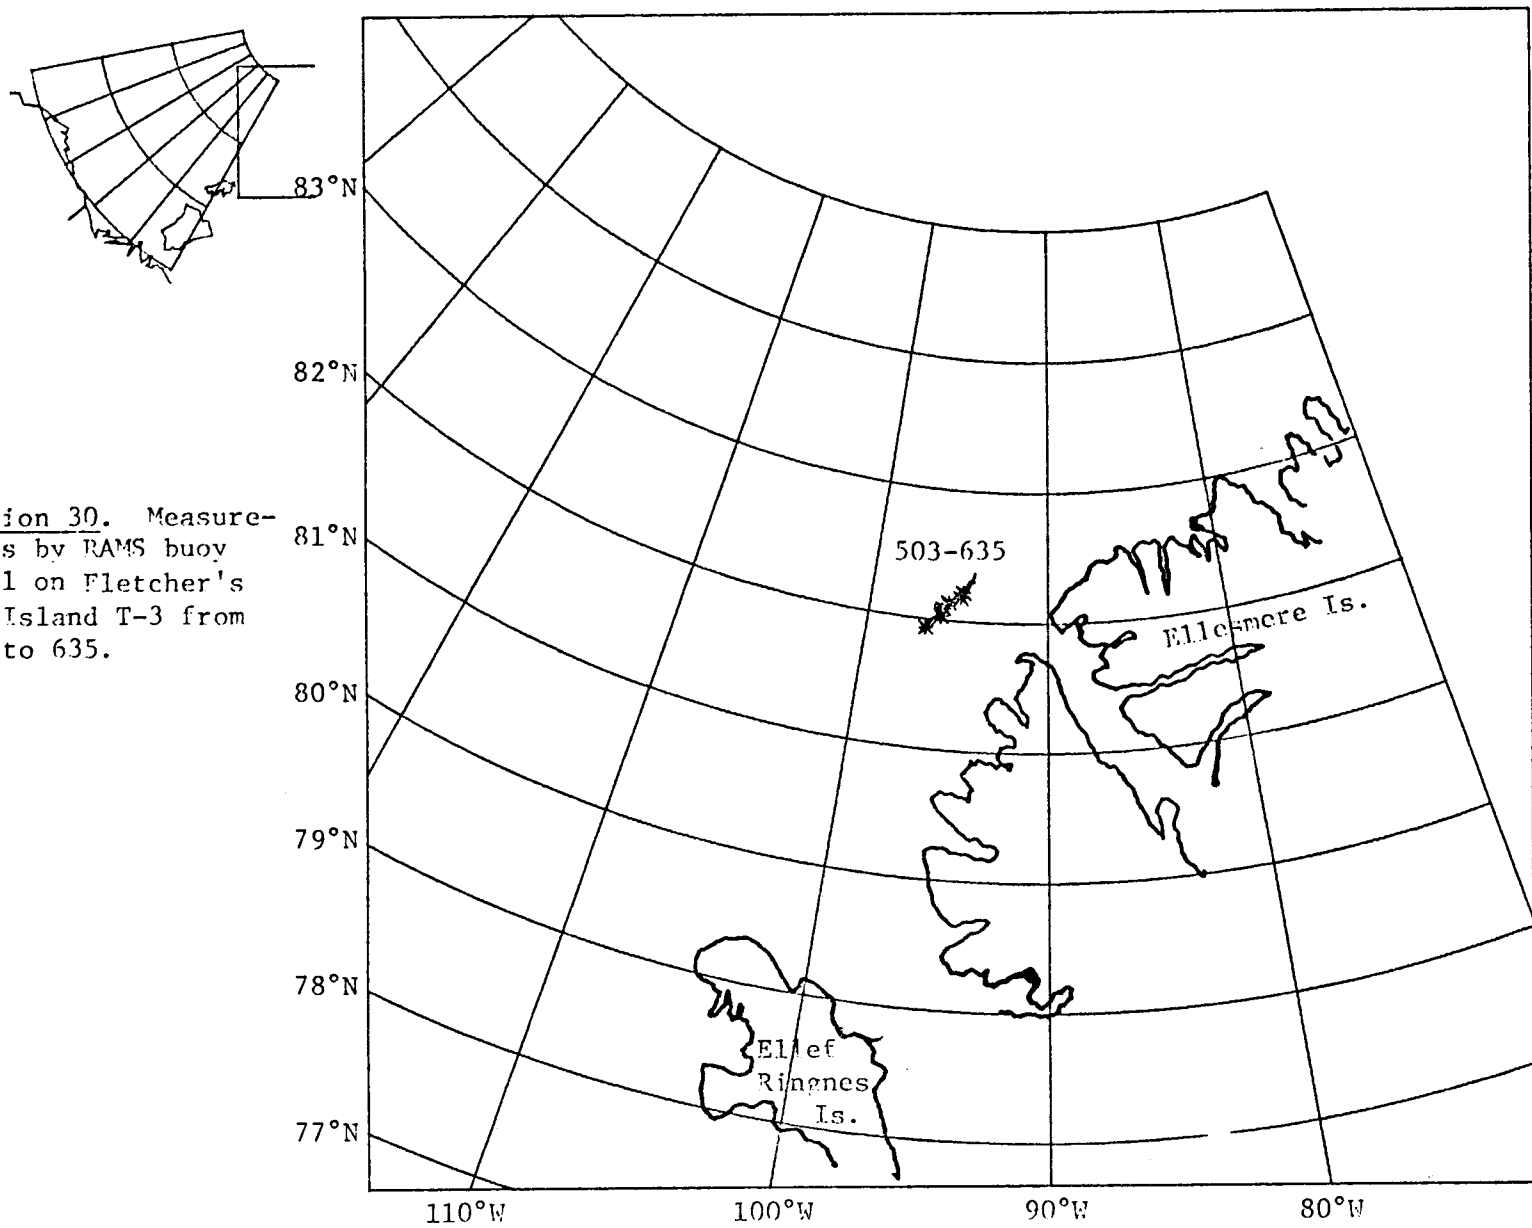 83°N
82°N
81°N
80°N
79°N
78°N
77°N
ion 30. Measure-
s by RAMS buoy
1 on Fletcher's
Island T-3 from
to 635.
503-635
Ellesmere Is.
Ellef
Ringnes
Is.
110°W
100°W
90°W
80°W